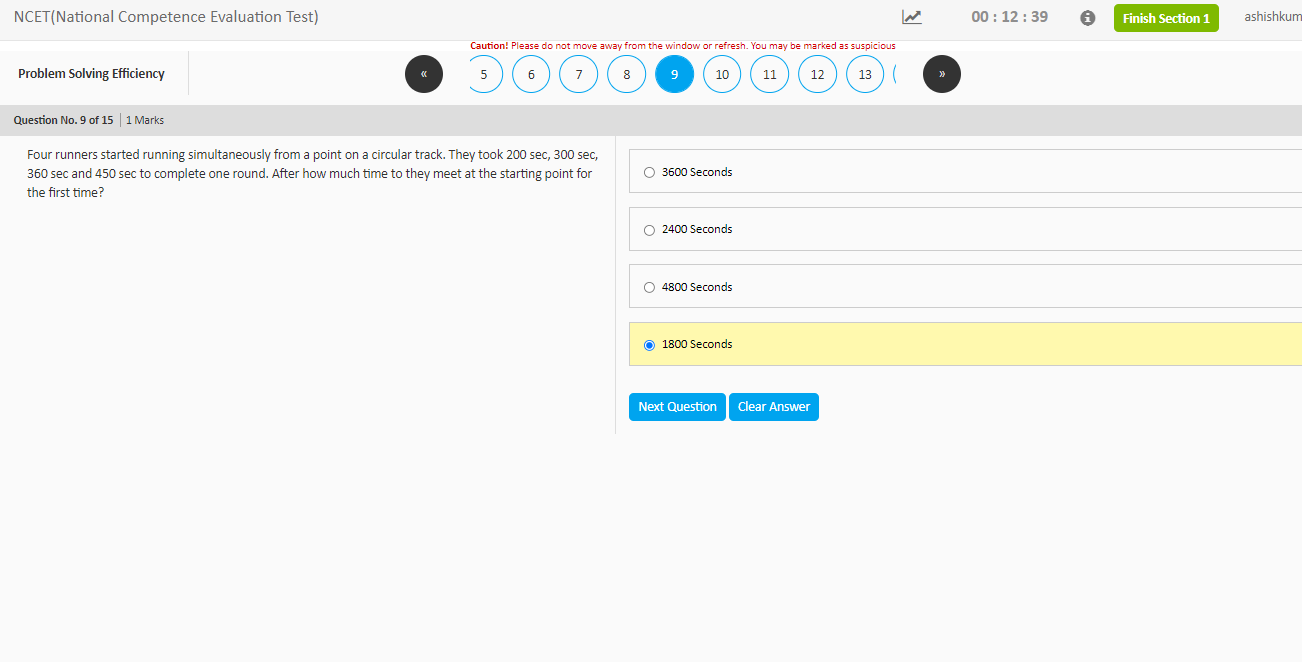 NCET(National Competence Evaluation Test)
00 : 12 : 39
Finish Section 1
ashishkum
Caution! Please do not move away from the window or refresh. You may be marked as suspicious
Problem Solving Efficiency
«
5
6
7
8
9
10
11
12
13
»
Question No. 9 of 15 | 1 Marks
Four runners started running simultaneously from a point on a circular track. They took 200 sec, 300 sec,
360 sec and 450 sec to complete one round. After how much time to they meet at the starting point for
the first time?
3600 Seconds
2400 Seconds
4800 Seconds
1800 Seconds
Next Question
Clear Answer